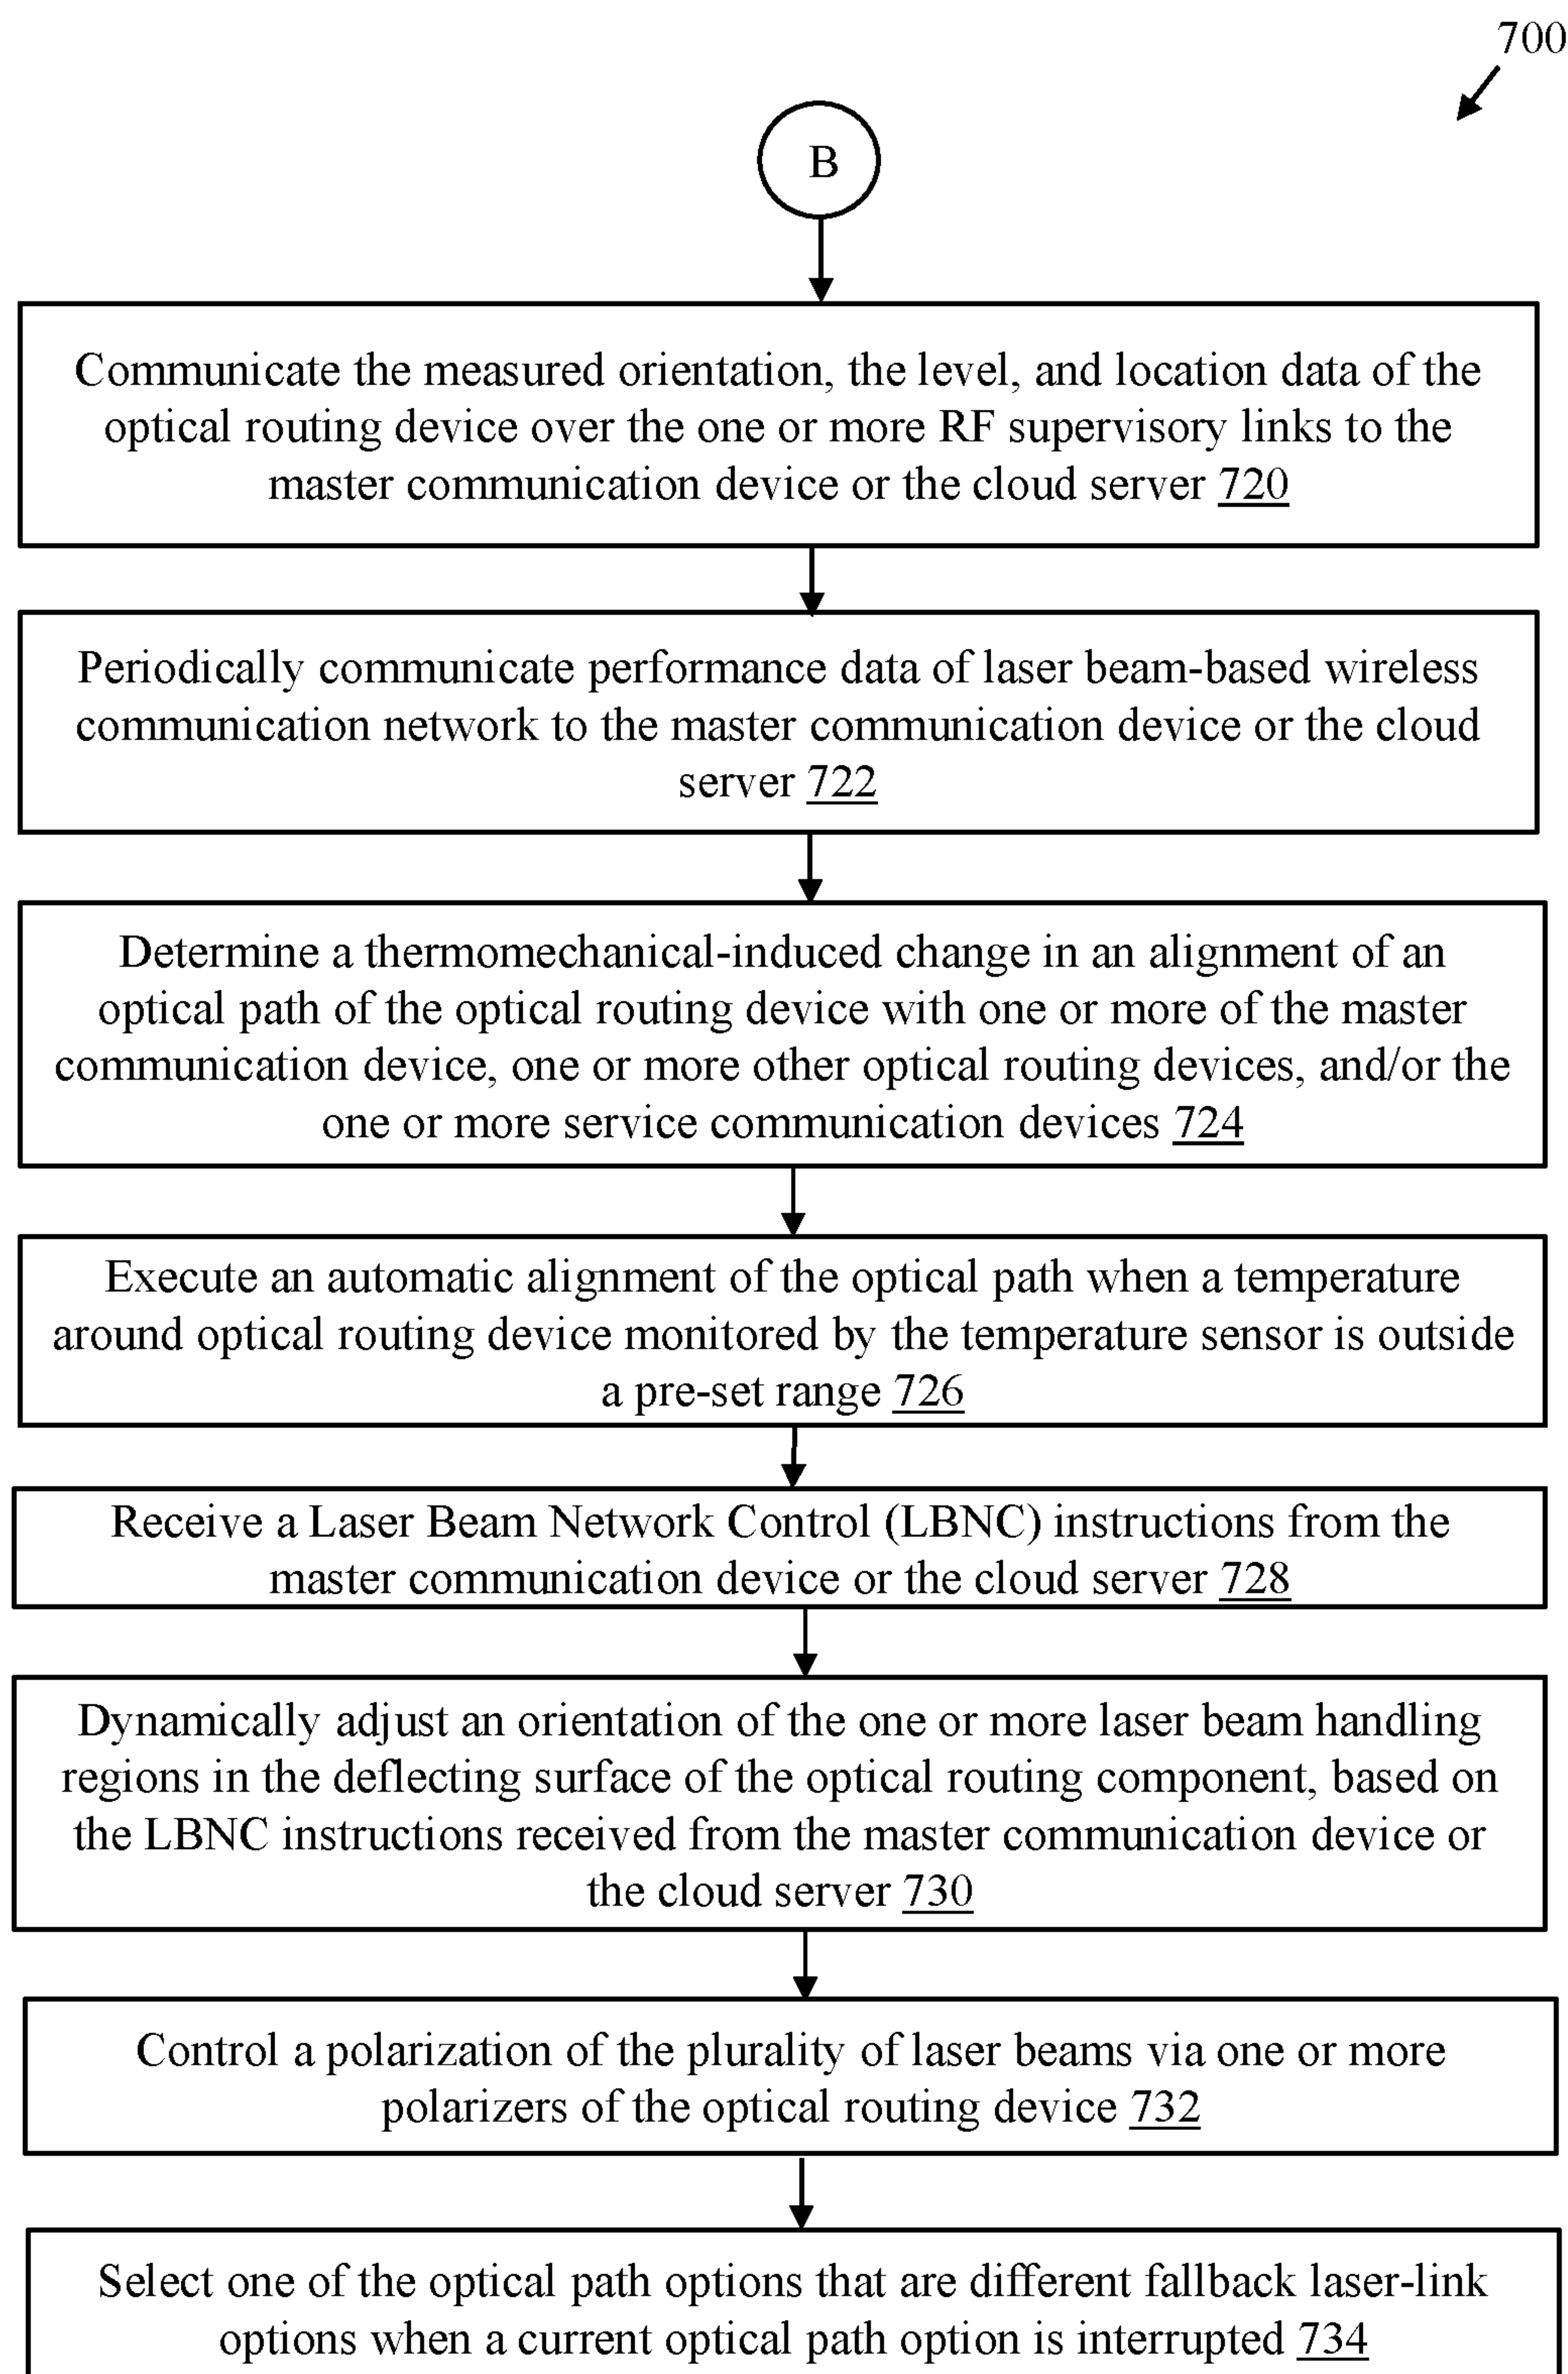 700
B
Communicate the measured orientation, the level, and location data of the
optical routing device over the one or more RF supervisory links to the
master communication device or the cloud server 720
Periodically communicate performance data of laser beam-based wireless
communication network to the master communication device or the cloud
server 722
Determine a thermomechanical-induced change in an alignment of an
optical path of the optical routing device with one or more of the master
communication device, one or more other optical routing devices, and/or the
one or more service communication devices 724
Execute an automatic alignment of the optical path when a temperature
around optical routing device monitored by the temperature sensor is outside
a pre-set range 726
Receive a Laser Beam Network Control (LBNC) instructions from the
master communication device or the cloud server 728
Dynamically adjust an orientation of the one or more laser beam handling
regions in the deflecting surface of the optical routing component, based on
the LBNC instructions received from the master communication device or
the cloud server 730
Control a polarization of the plurality of laser beams via one or more
polarizers of the optical routing device 732
Select one of the optical path options that are different fallback laser-link
options when a current optical path option is interrupted 734